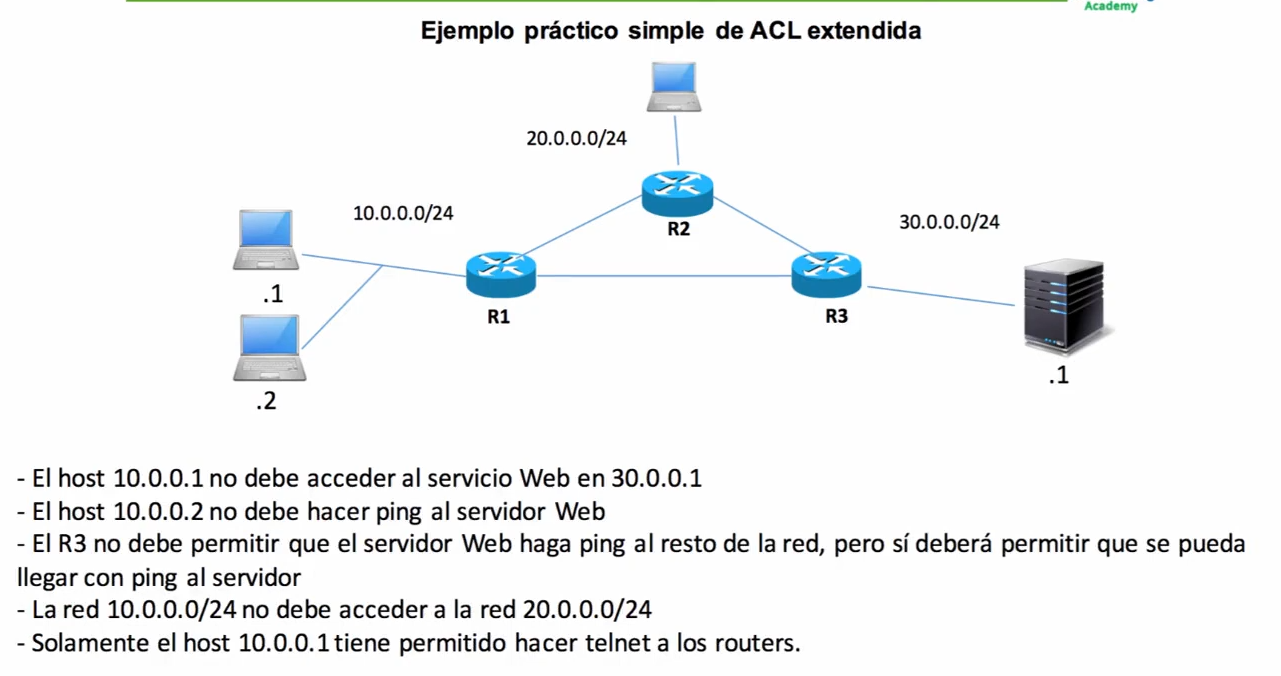 Academy
Ejemplo práctico simple de ACL extendida
20.0.0.0/24
10.0.0.0/24
R2
30.0.0.0/24
.1
R1
R3
.1
.2
- El host 10.0.0.1 no debe acceder al servicio Web en 30.0.0.1
- El host 10.0.0.2 no debe hacer ping al servidor Web
- El R3 no debe permitir que el servidor Web haga ping al resto de la red, pero sí deberá permitir que se pueda
llegar con ping al servidor
- La red 10.0.0.0/24 no debe acceder a la red 20.0.0.0/24
- Solamente el host 10.0.0.1 tiene permitido hacer telnet a los routers.